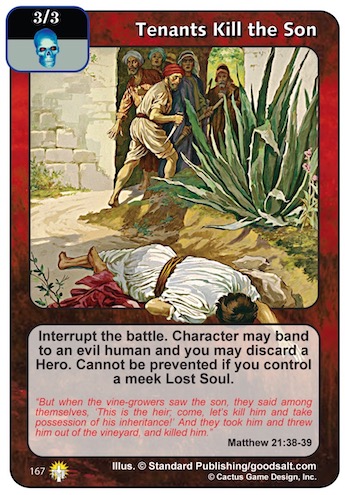 3/3
Tenants Kill the Son
Interrupt the battle. Character may band
to an evil human and you may discard a
Hero. Cannot be prevented if you control
a meek Lost Soul.
"But when the vine-growers saw the son, they said among
themselves, 'This is the heir; come, let's kill him and take
possession of his inheritance!' And they took him and threw
him out of the vineyard, and killed him."
Matthew 21:38-39
167
Illus. © Standard Publishing/goodsalt.com
© Cactus Game Design, Inc.